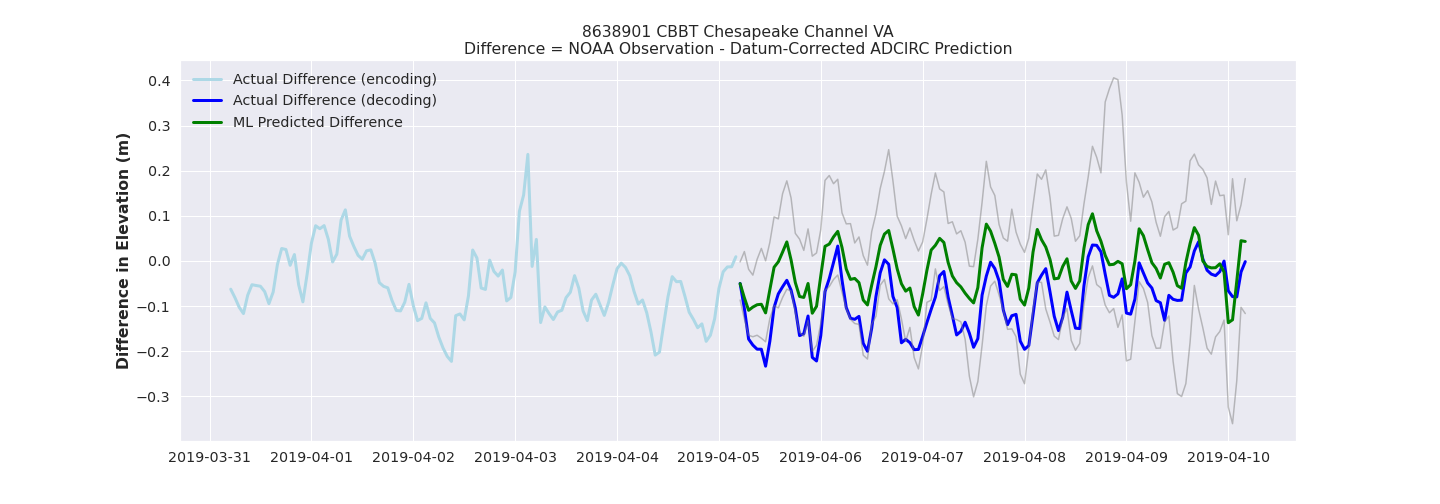 8638901 CBBT Chesapeake Channel VA
Difference = NOAA Observation - Datum-Corrected ADCIRC Prediction
Actual Difference (encoding)
Actual Difference (decoding)
ML Predicted Difference
Difference in Elevation (m)
0.4
0.3
0.2
0.1
0.0
−0.1
−0.2
−0.3
2019-03-31 2019-04-01 2019-04-02 2019-04-03 2019-04-04 2019-04-05 2019-04-06 2019-04-07 2019-04-08 2019-04-09 2019-04-10